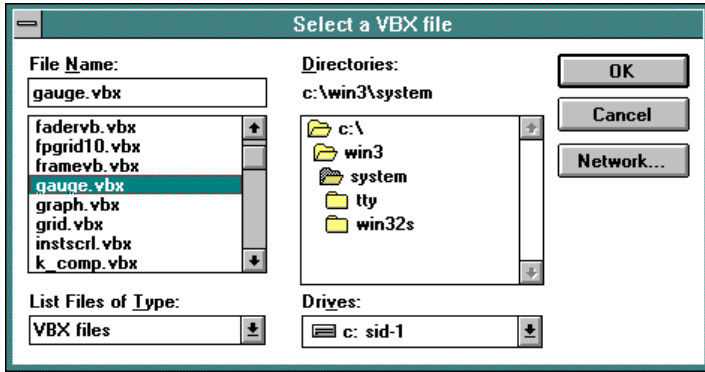 Select a VBX file
File Name:
gauge.vbx
fadervb.vbx
fpgrid10.vbx
framevb.vbx
gauge.vbx
graph.vbx
grid.vbx
instscrl.vbx
k_comp.vbx
List Files of Type:
VBX files
Directories:
c:\win3\system
c:\
win3
system
tty
win32s
Drives:
c: sid-1
OK
Cancel
Network...